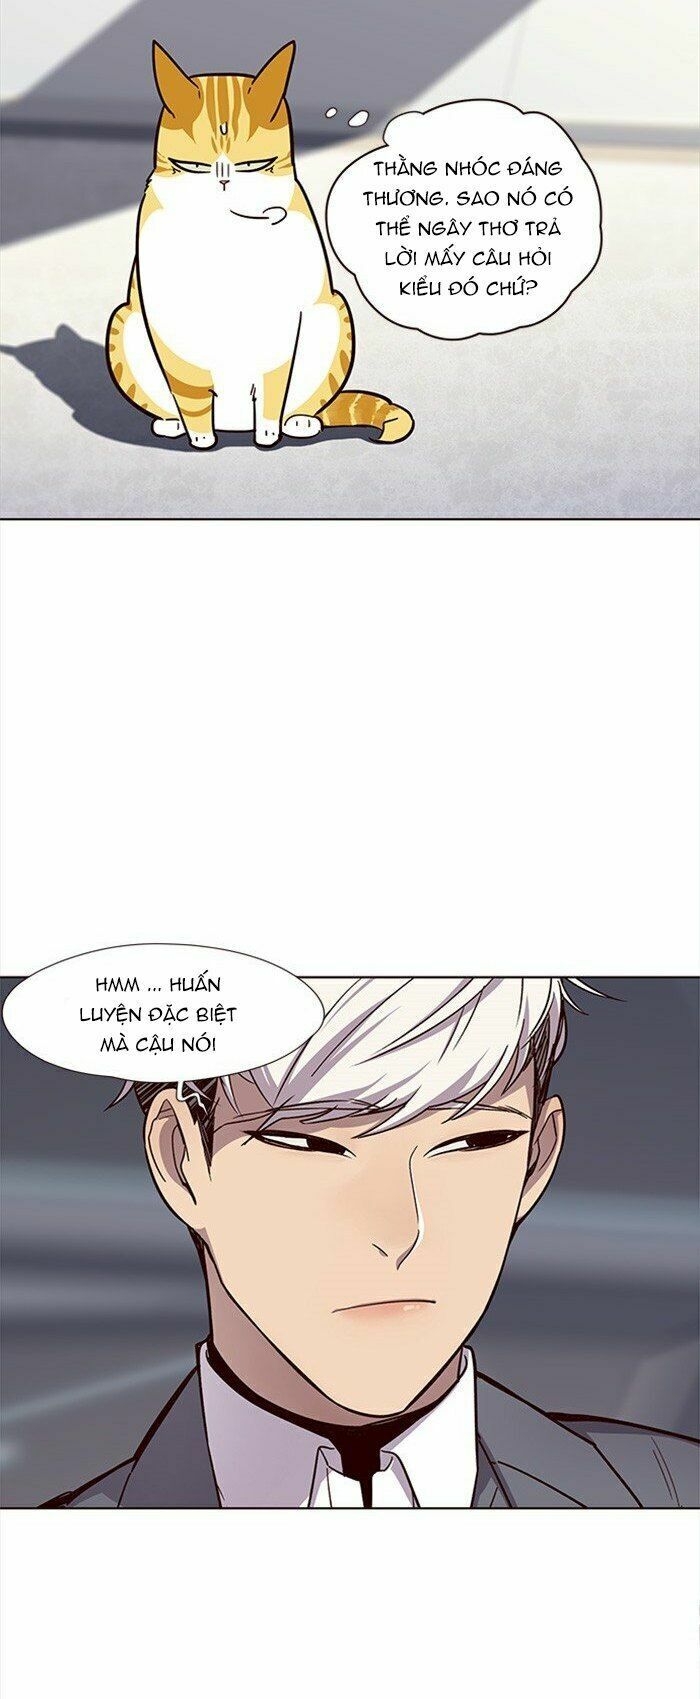 THẰNG NHÓC ĐÁNG
THƯƠNG. SAO NÓ CÓ
THỂ NGÂY THƠ TRẢ
LỜI MẤY CÂU HỎI
KIỂU ĐÓ CHỨ?
HMM ... HUẤN
LUYỆN ĐẶC BIỆT
MÀ CẬU NÓI